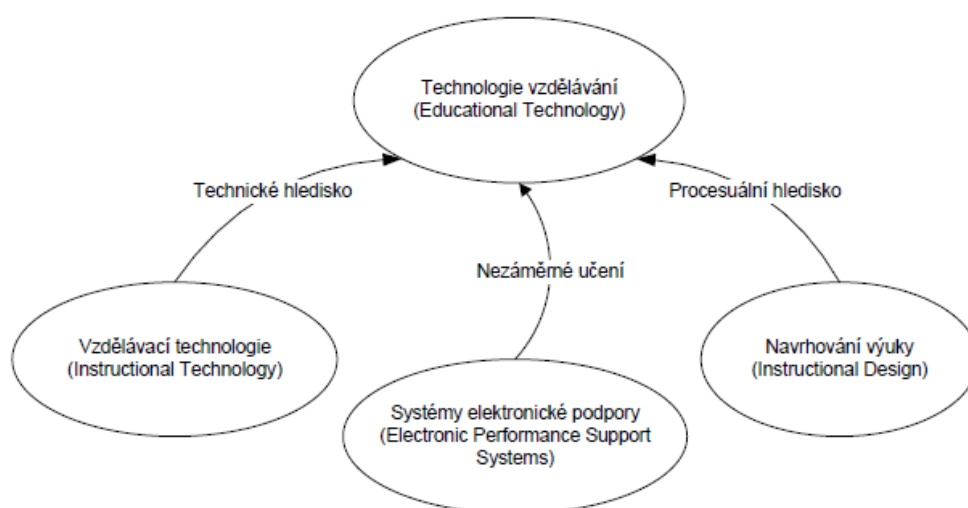 Technologie vzdělávání
(Educational Technology)
Technické hledisko
Procesuální hledisko
Nezáměrné učení
Vzdělávací technologie
(Instructional Technology)
Navrhování výuky
(Instructional Design)
Systémy elektronické podpory
(Electronic Performance Support
Systems)